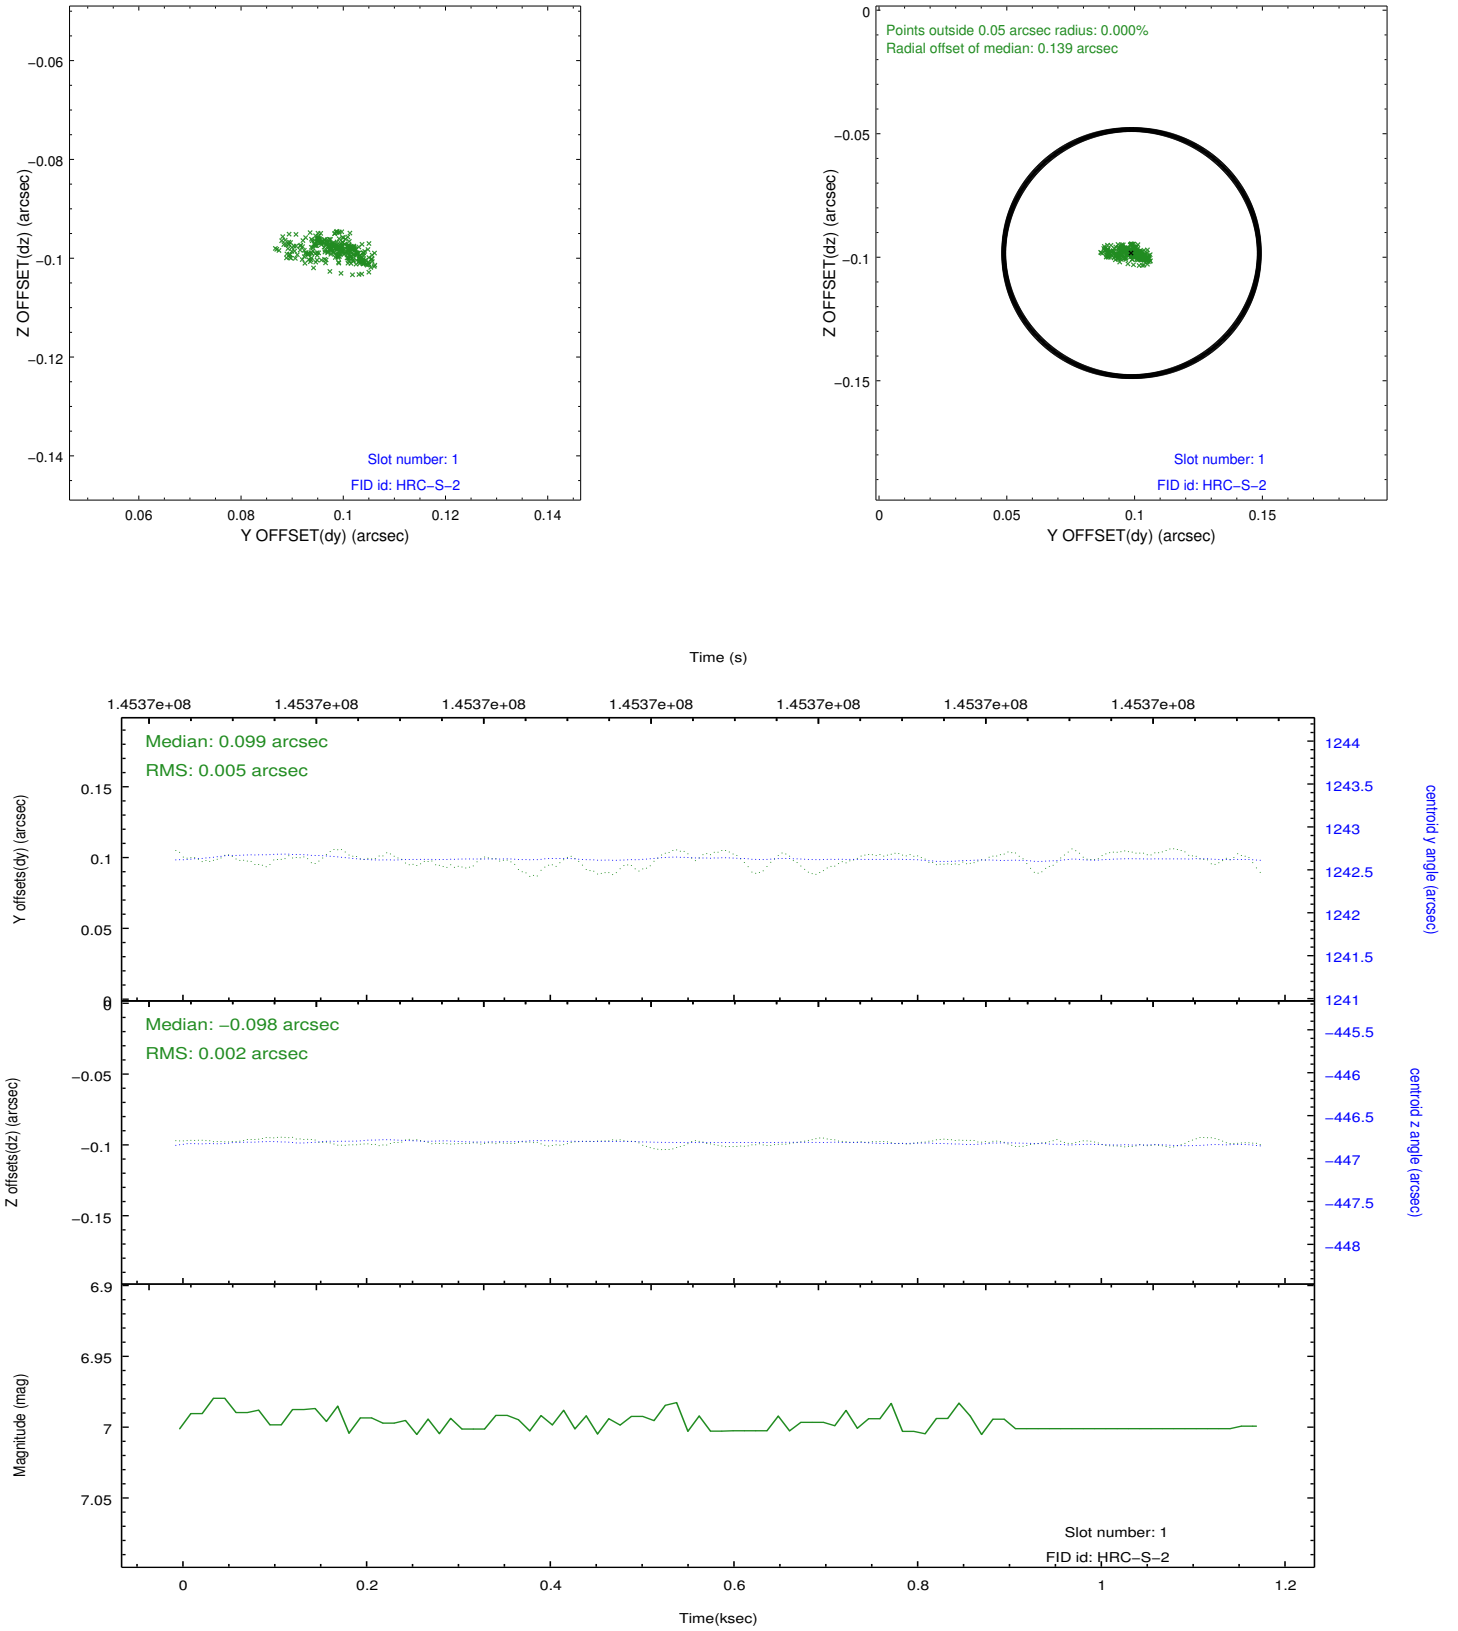 −0.06
−0.08
−0.1
−0.12
−0.14
Z OFFSET(dz) (arcsec)
Slot number: 1
FID id: HRC−S−2
0.06 0.08 0.1 0.12 0.14
Y OFFSET(dy) (arcsec)
0
Points outside 0.05 arcsec radius: 0.000%
Radial offset of median: 0.139 arcsec
−0.05
−0.1
−0.15
Z OFFSET(dz) (arcsec)
Slot number: 1
FID id: HRC−S−2
0 0.05 0.1 0.15
Y OFFSET(dy) (arcsec)
Time (s)
1.4537e+08 1.4537e+08 1.4537e+08 1.4537e+08 1.4537e+08 1.4537e+08 1.4537e+08
Median: 0.099 arcsec
RMS: 0.005 arcsec
0.15
0.1
0.05
0
Y offsets(dy) (arcsec)
1244
1243.5
1243
1242.5
1242
1241.5
1241
centroid y angle (arcsec)
0
Median: −0.098 arcsec
RMS: 0.002 arcsec
−0.05
−0.1
−0.15
Z offsets(dz) (arcsec)
−445.5
−446
−446.5
−447
−447.5
−448
centroid z angle (arcsec)
6.9
6.95
7
7.05
Magnitude (mag)
Slot number: 1
FID id: HRC−S−2
0 0.2 0.4 0.6 0.8 1 1.2
Time(ksec)